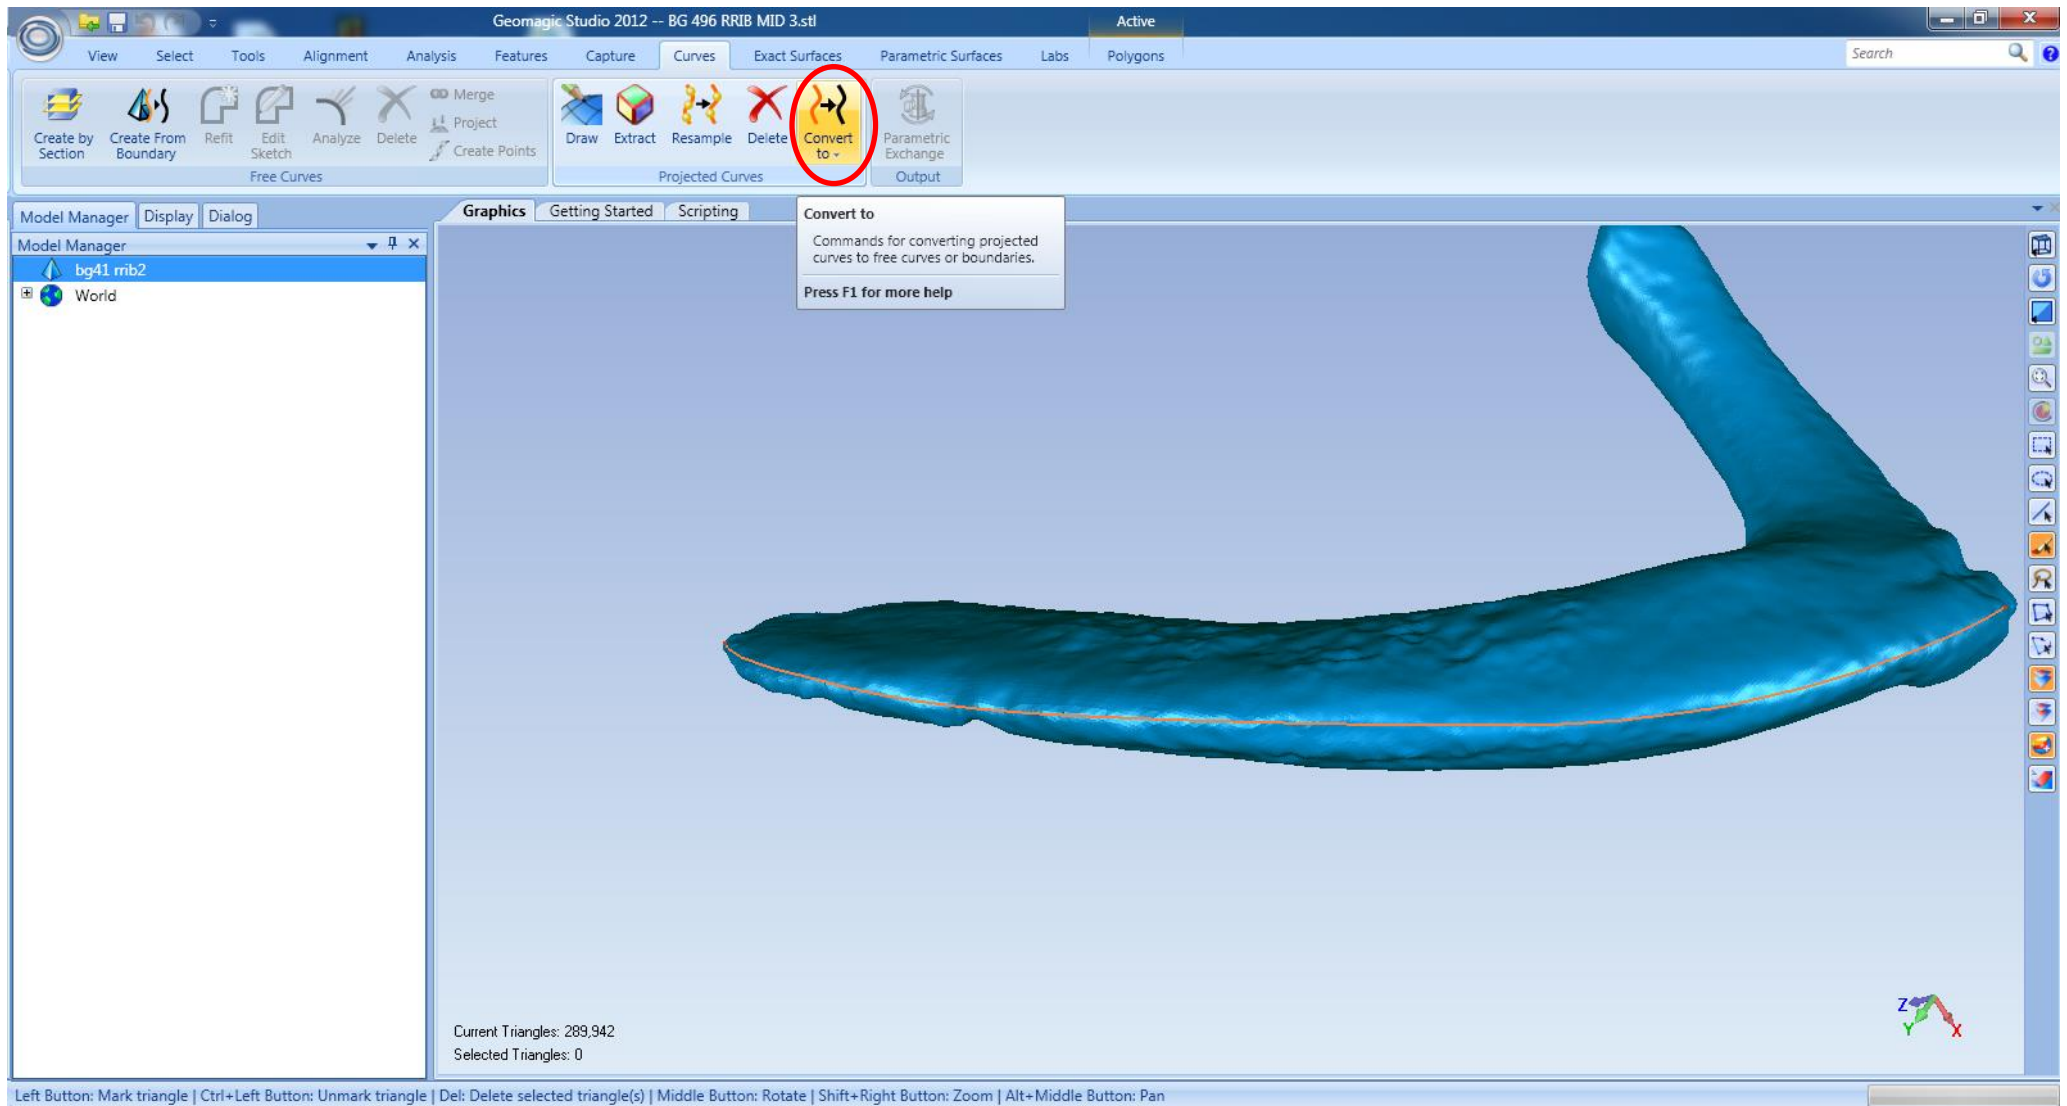 Geomagic Studio 2012 -- BG 496 RRIB MID 3.stl
Active
View Select Tools Alignment Analysis Features Capture Curves Exact Surfaces Parametric Surfaces Labs Polygons
Search
Create by Section
Create From Boundary
Refit
Edit Sketch
Analyze
Delete
Merge
Project
Create Points
Free Curves
Draw
Extract
Resample
Delete
Convert to
Projected Curves
Parametric Exchange
Output
Model Manager Display Dialog
Graphics Getting Started Scripting
Model Manager
bg41 rrib2
World
Convert to
Commands for converting projected
curves to free curves or boundaries.
Press F1 for more help
Z
Y
X
Current Triangles: 289,942
Selected Triangles: 0
Left Button: Mark triangle | Ctrl+Left Button: Unmark triangle | Del: Delete selected triangle(s) | Middle Button: Rotate | Shift+Right Button: Zoom | Alt+Middle Button: Pan